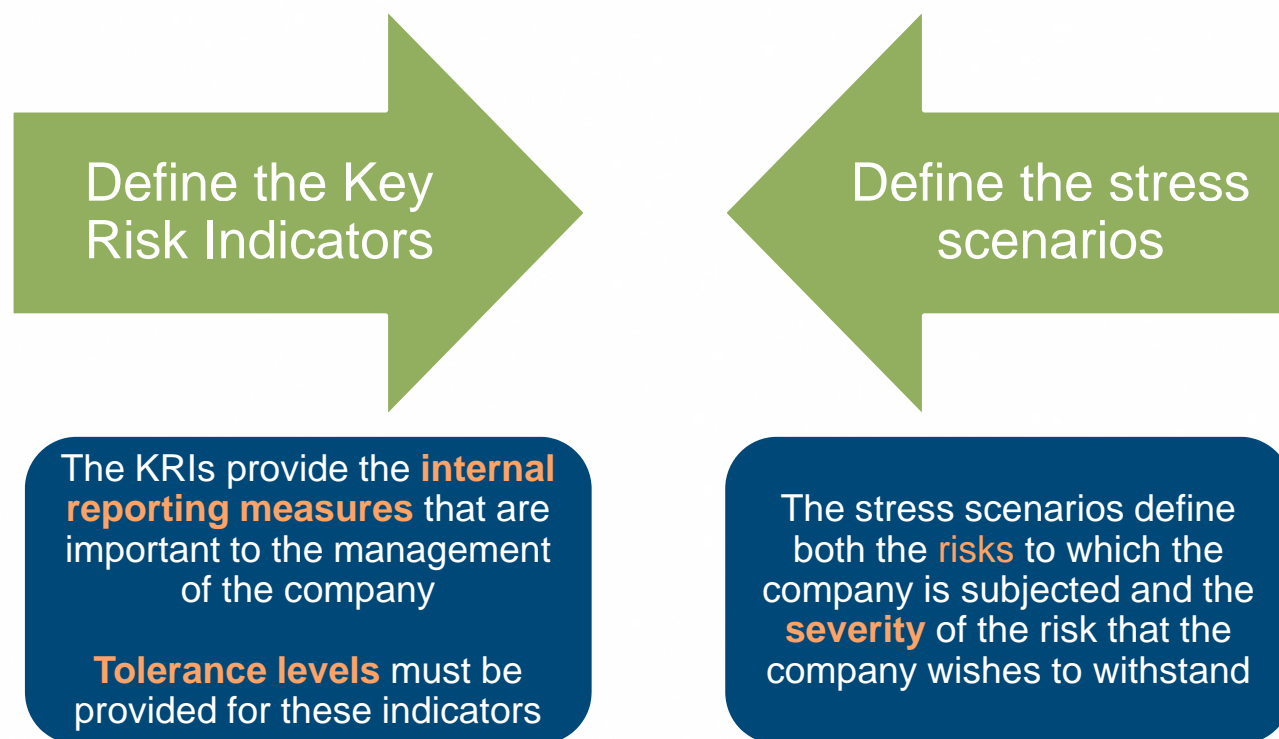 Define the Key
Risk Indicators
Define the stress
scenarios
The KRIs provide the internal
reporting measures that are
important to the management
of the company
Tolerance levels must be
provided for these indicators
The stress scenarios define
both the risks to which the
company is subjected and the
severity of the risk that the
company wishes to withstand